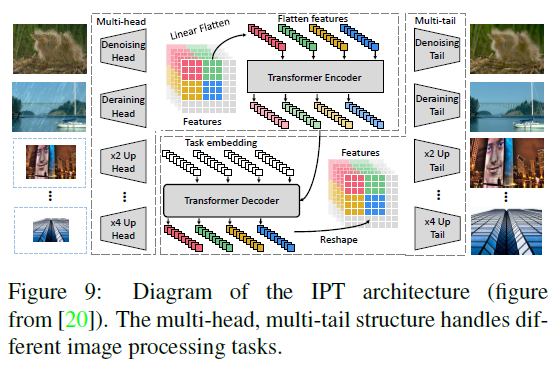 Multi-head
Denoising
Head
Deraining
Head
x2 Up
Head
x4 Up
Head
Linear Flatten
Features
Flatten features
Transformer Encoder
Task embedding
Transformer Decoder
Features
Reshape
Multi-tail
Denoising
Tail
Deraining
Tail
x2 Up
Tail
x4 Up
Tail
Figure 9: Diagram of the IPT architecture (figure
from [20]). The multi-head, multi-tail structure handles dif-
ferent image processing tasks.